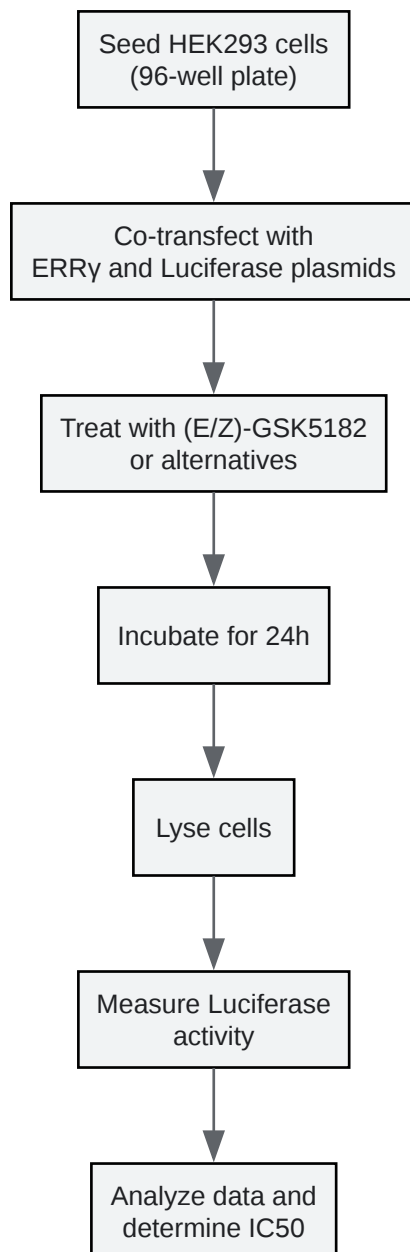 Seed HEK293 cells
(96-well plate)
Co-transfect with
ERRγ and Luciferase plasmids
Treat with (E/Z)-GSK5182
or alternatives
Incubate for 24h
Lyse cells
Measure Luciferase
activity
Analyze data and
determine IC50